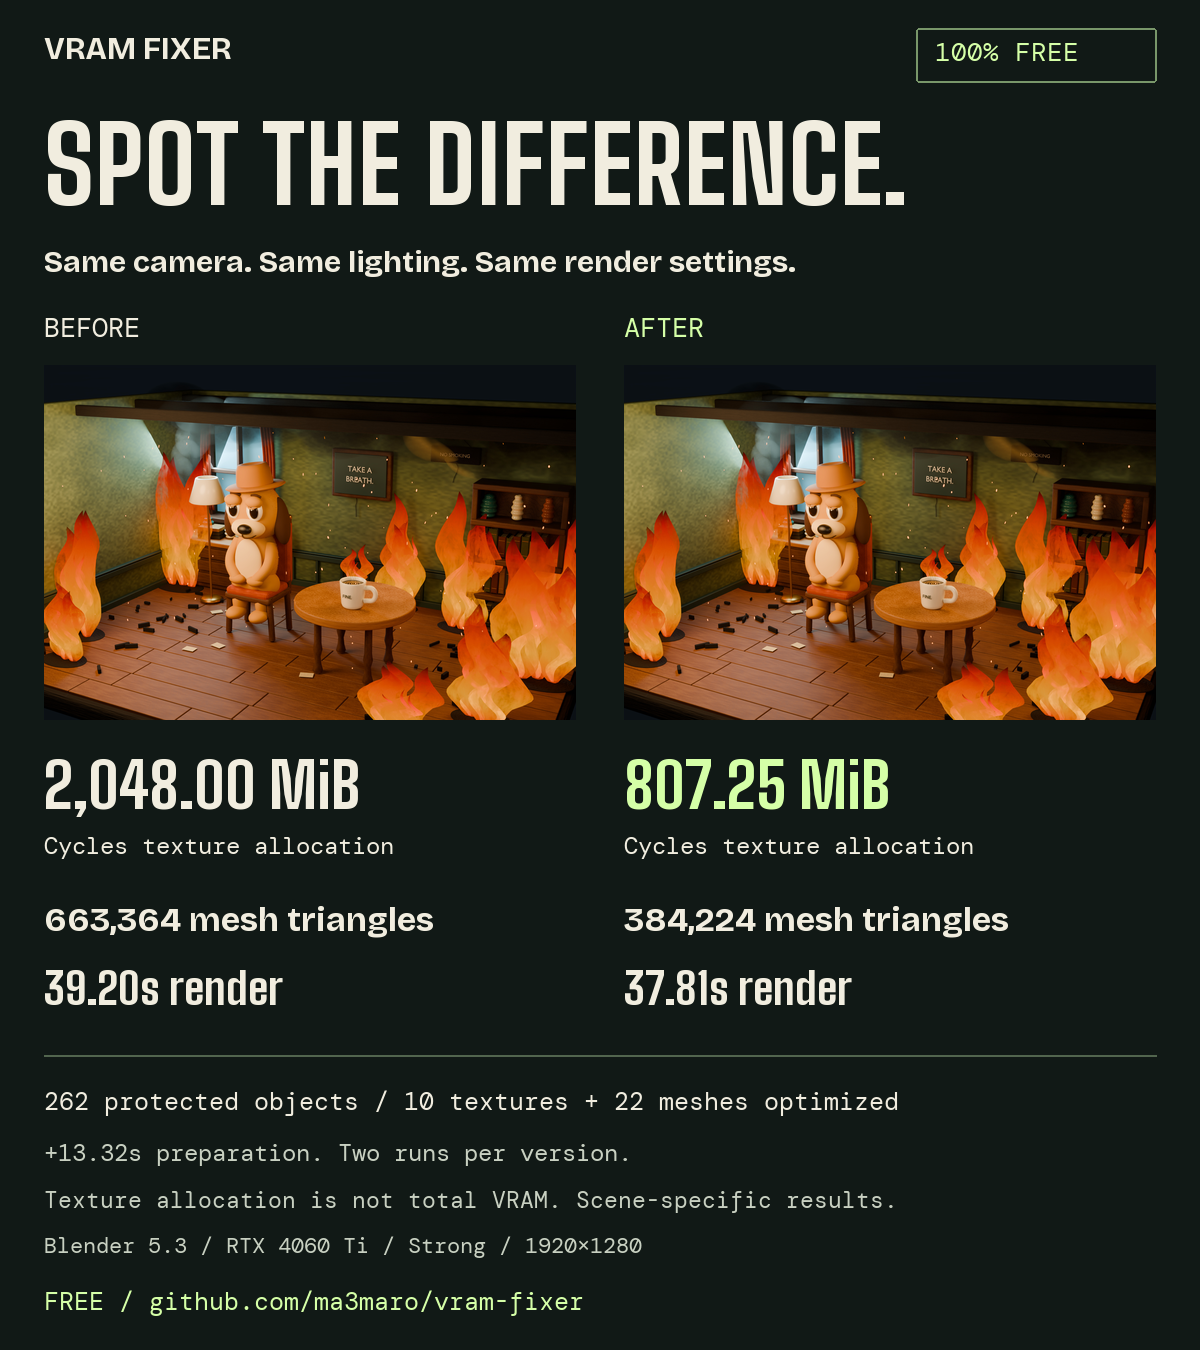 VRAM FIXER
100% FREE
SPOT THE DIFFERENCE.
Same camera. Same lighting. Same render settings.
BEFORE
AFTER
TAKE A
BREATH.
NO SMOKING
TAKE A
BREATH.
NO SMOKING
2,048.00 MiB
807.25 MiB
Cycles texture allocation
Cycles texture allocation
663,364 mesh triangles
384,224 mesh triangles
39.20s render
37.81s render
262 protected objects / 10 textures + 22 meshes optimized
+13.32s preparation. Two runs per version.
Texture allocation is not total VRAM. Scene-specific results.
Blender 5.3 / RTX 4060 Ti / Strong / 1920×1280
FREE / github.com/ma3maro/vram-fixer